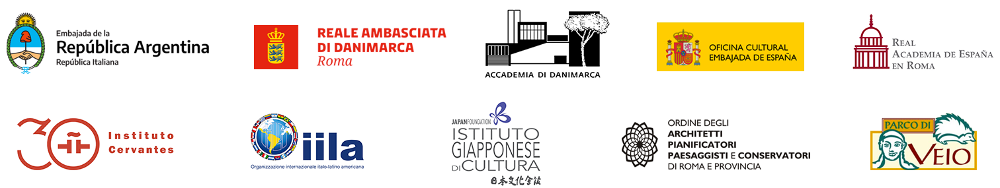 Embajada de la
República Argentina
República Italiana
REALE AMBASCIATA
DI DANIMARCA
Roma
ACCADEMIA DI DANIMARCA
OFICINA CULTURAL
EMBAJADA DE ESPAÑA
REAL
ACADEMIA DE ESPAÑA
EN ROMA
30
Instituto
Cervantes
iila
Organizzazione internazionale italo-latino americana
JAPANFOUNDATION
ISTITUTO
GIAPPONESE
DI CULTURA
日本文化会館
ORDINE DEGLI
ARCHITETTI
PIANIFICATORI
PAESAGGISTI E CONSERVATORI
DI ROMA E PROVINCIA
PARCO DI
VEIO